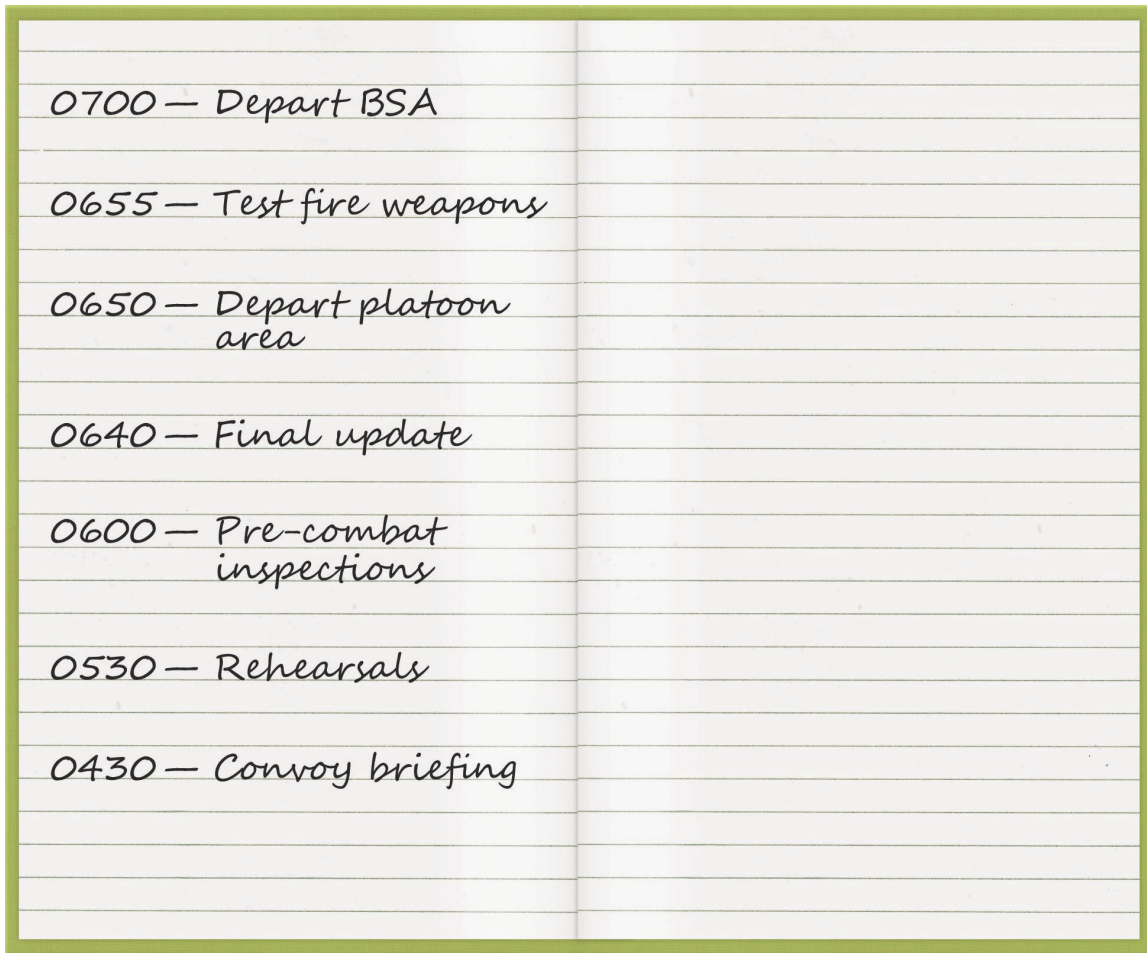 0700 — Depart BSA
0655 — Test fire weapons
0650 — Depart platoon
area
0640 — Final update
0600 — Pre-combat
inspections
0530 — Rehearsals
0430 — Convoy briefing